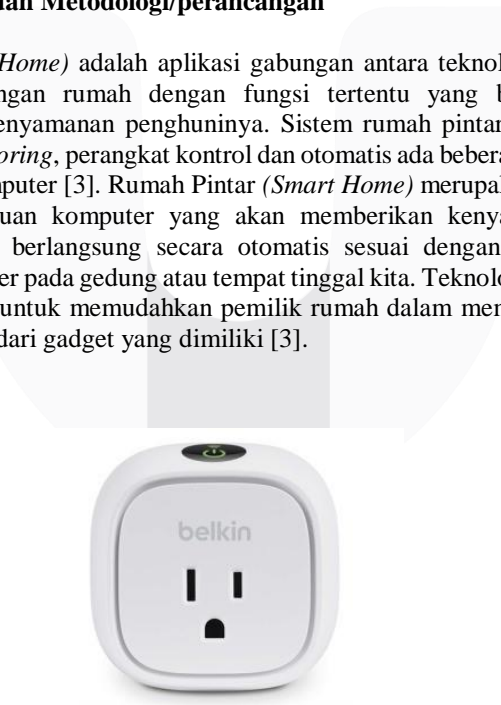 dan Metodologi/perancangan
Home) adalah aplikasi gabungan antara teknol
ngan rumah dengan fungsi tertentu yang b
enyamanan penghuninya. Sistem rumah pintar
oring, perangkat kontrol dan otomatis ada bebera
puter [3]. Rumah Pintar (Smart Home) merupal
uan komputer yang akan memberikan kenya
berlangsung secara otomatis sesuai dengan
er pada gedung atau tempat tinggal kita. Teknolo
untuk memudahkan pemilik rumah dalam mem
dari gadget yang dimiliki [3].
belkin